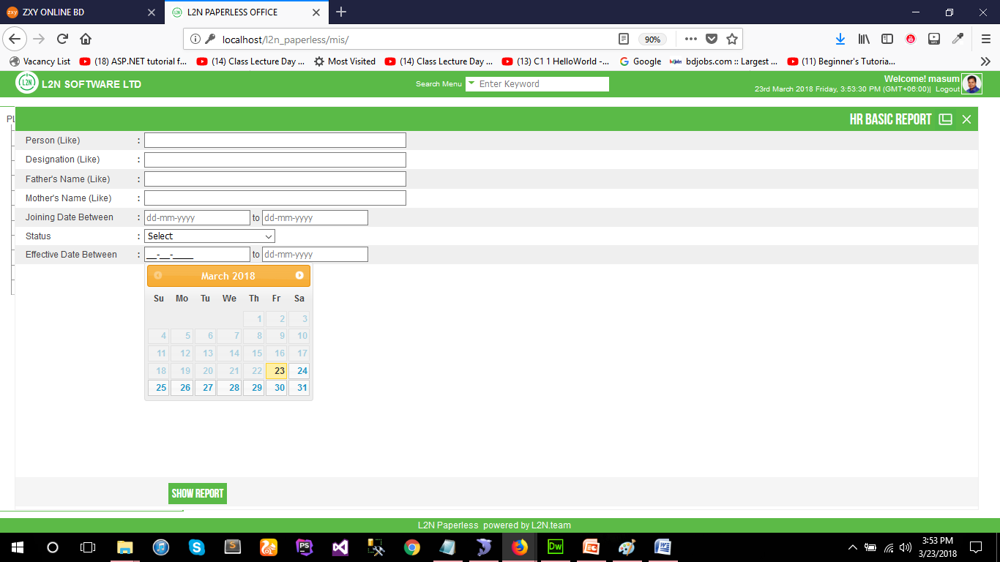 ZXY ONLINE BD
L2N PAPERLESS OFFICE
localhost/l2n_paperless/mis/
90%
Vacancy List
(18) ASP.NET tutorial f...
(14) Class Lecture Day ...
Most Visited
(14) Class Lecture Day ...
(13) C1 1 HelloWorld -...
Google
bdjobs.com :: Largest ...
(11) Beginner's Tutoria...
L2N SOFTWARE LTD
Search Menu
Enter Keyword
Welcome! masum
23rd March 2018 Friday, 3:53:30 PM (GMT+06:00)| Logout
PL
HR BASIC REPORT
Person (Like) :
Designation (Like) :
Father's Name (Like) :
Mother's Name (Like) :
Joining Date Between : dd-mm-yyyy to dd-mm-yyyy
Status : Select
Effective Date Between : __-__-____ to dd-mm-yyyy
March 2018
Su Mo Tu We Th Fr Sa
1 2 3
4 5 6 7 8 9 10
11 12 13 14 15 16 17
18 19 20 21 22 23 24
25 26 27 28 29 30 31
SHOW REPORT
L2N Paperless powered by L2N.team
3:53 PM
3/23/2018